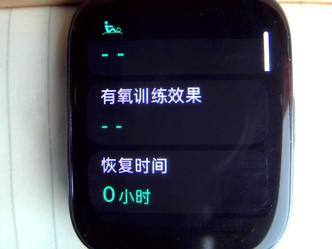 --
有氧训练效果
--
恢复时间
0小时